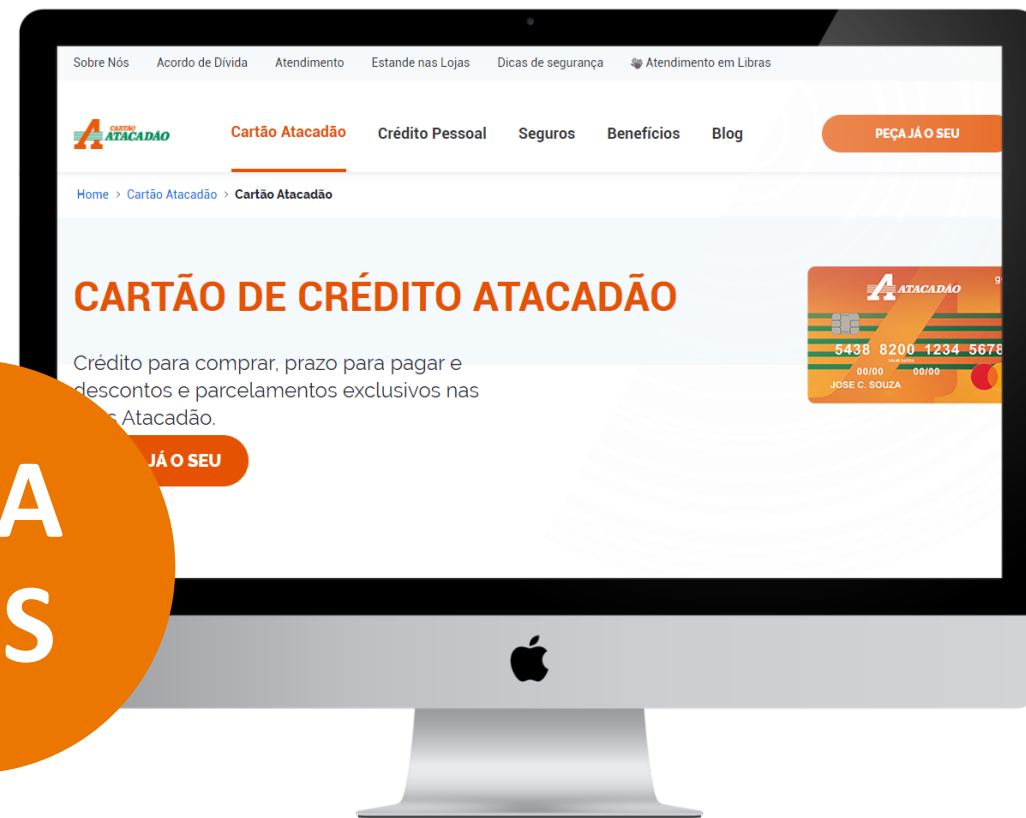 Sobre Nós Acordo de Dívida Atendimento Estande nas Lojas Dicas de segurança Atendimento em Libras
CARTÃO
ATACADÃO
Cartão Atacadão Crédito Pessoal Seguros Benefícios Blog PEÇA JÁ O SEU
Home > Cartão Atacadão > Cartão Atacadão
CARTÃO DE CRÉDITO ATACADÃO
ATACADÃO
5438 8200 1234 5678
00/00 00/00
JOSE C. SOUZA
Crédito para comprar, prazo para pagar e
descontos e parcelamentos exclusivos nas
Atacadão.
JÁ O SEU
A
S